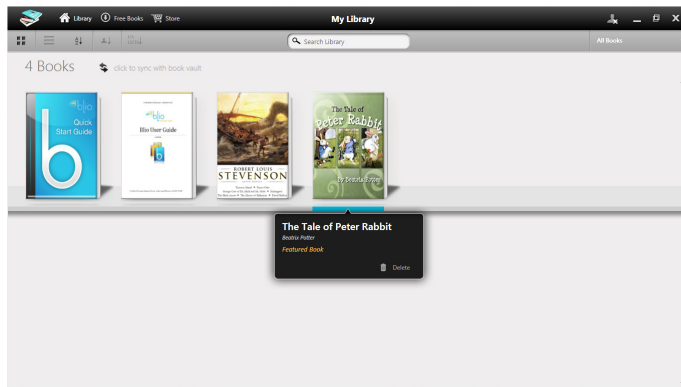 Library
Free Books
Store
My Library
Search Library
All Books
4 Books
click to sync with book vault
blio
Quick
Start Guide
b
blio
Blio User Guide
ROBERT LOUIS
STEVENSON
The Tale of
Peter Rabbit
by Beatrix Potter
The Tale of Peter Rabbit
Beatrix Potter
Featured Book
Delete